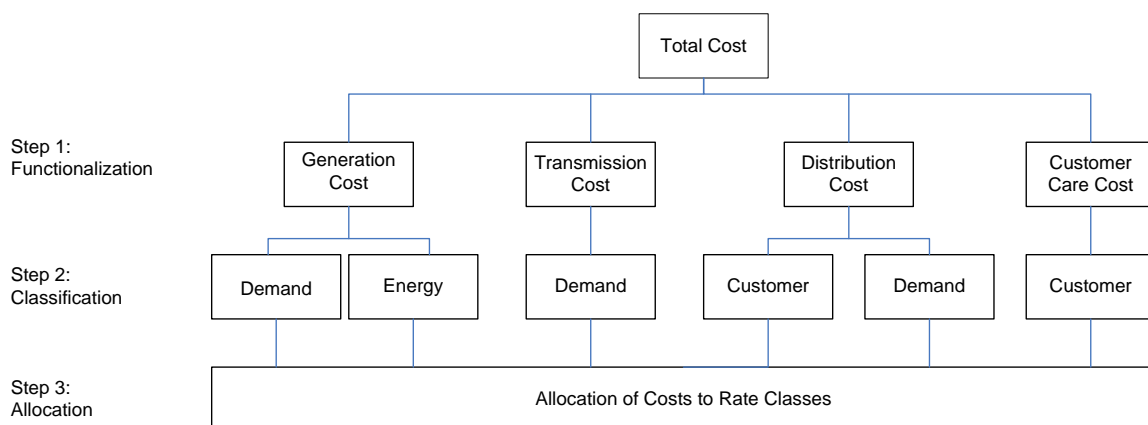 Total Cost
Step 1:
Functionalization
Generation
Cost
Transmission
Cost
Distribution
Cost
Customer
Care Cost
Step 2:
Classification
Demand
Energy
Demand
Customer
Demand
Customer
Step 3:
Allocation
Allocation of Costs to Rate Classes